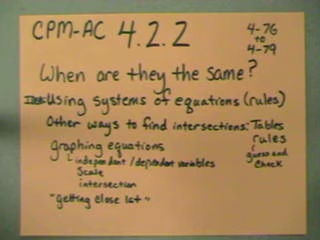 CPM-AC 4.2.2
4-76
to
4-79
When are they the same?
Using systems of equations (rules)
Other ways to find intersections: Tables
rules
guess and
check
graphing equations
independent / dependent variables
Scale
intersection
"getting close lat"